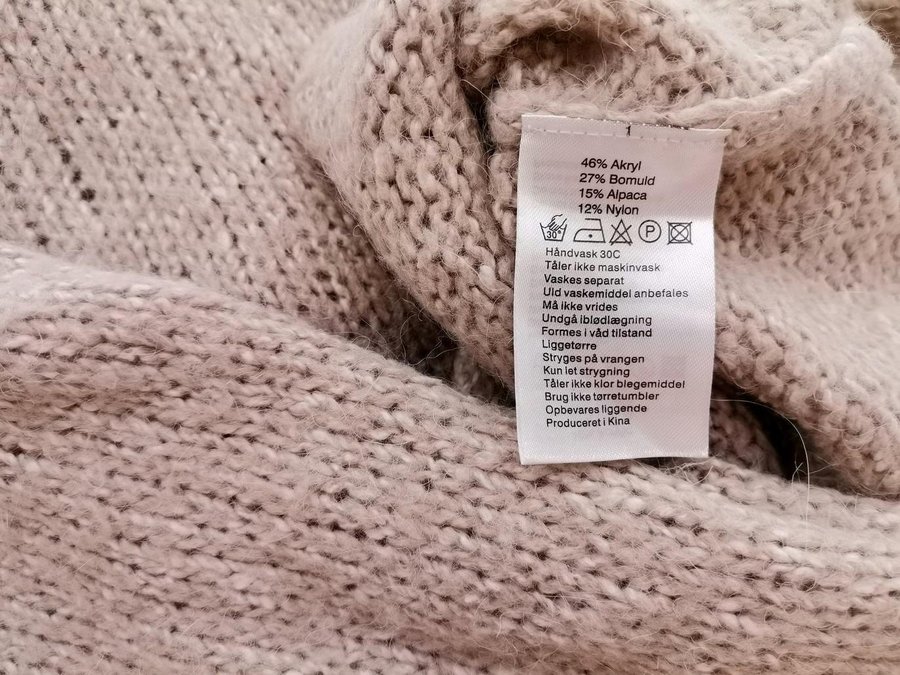 1
46% Akryl
27% Bomuld
15% Alpaca
12% Nylon
30° P
Håndvask 30C
Tåler ikke maskinvask
Vaskes separat
Uld vaskemiddel anbefales
Må ikke vrides
Undgå iblødlægning
Formes i våd tilstand
Liggetørre
Stryges på vrangen
Kun let strygning
Tåler ikke klor blegemiddel
Brug ikke tørretumbler
Opbevares liggende
Produceret i Kina